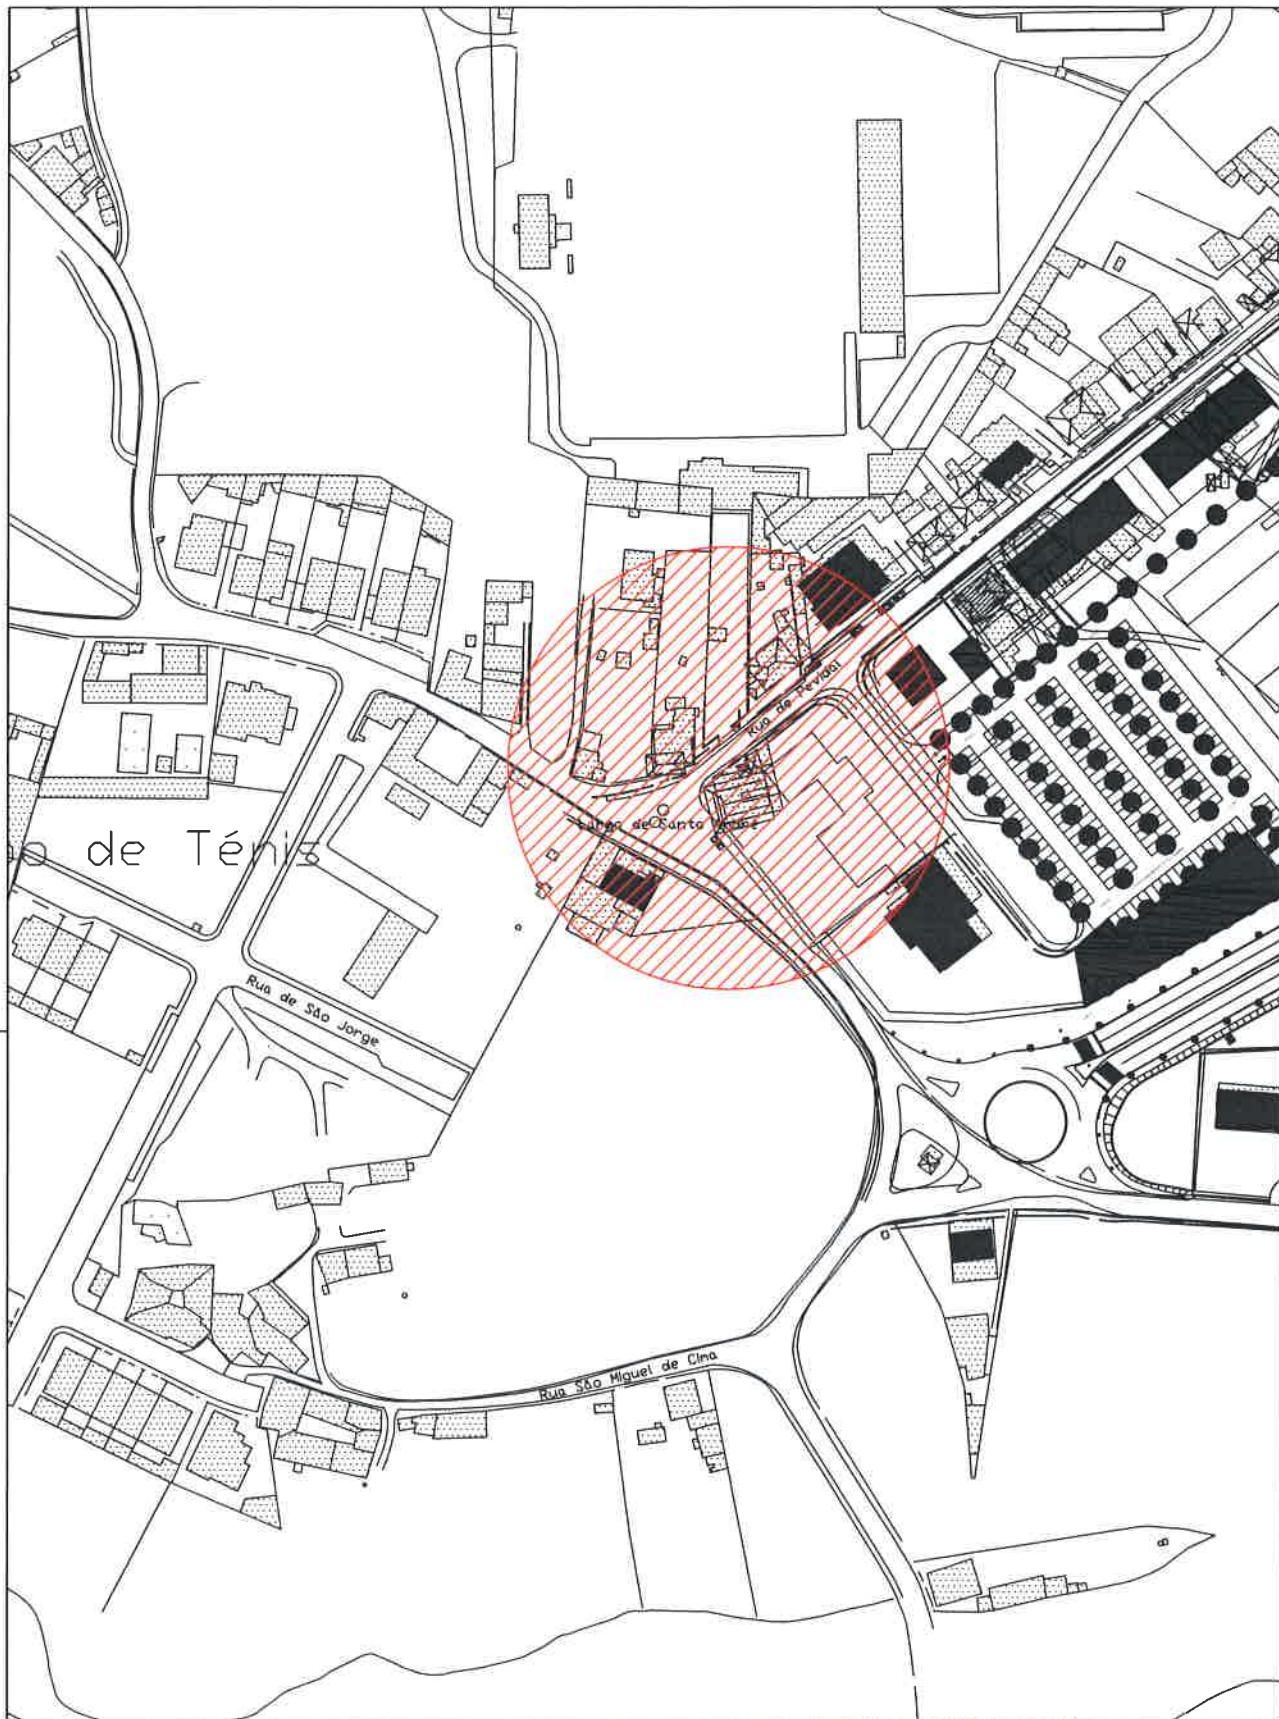 Rua de Pevidal
Largo de Santo
de Ténis
Rua de São Jorge
Rua São Miguel de Cima